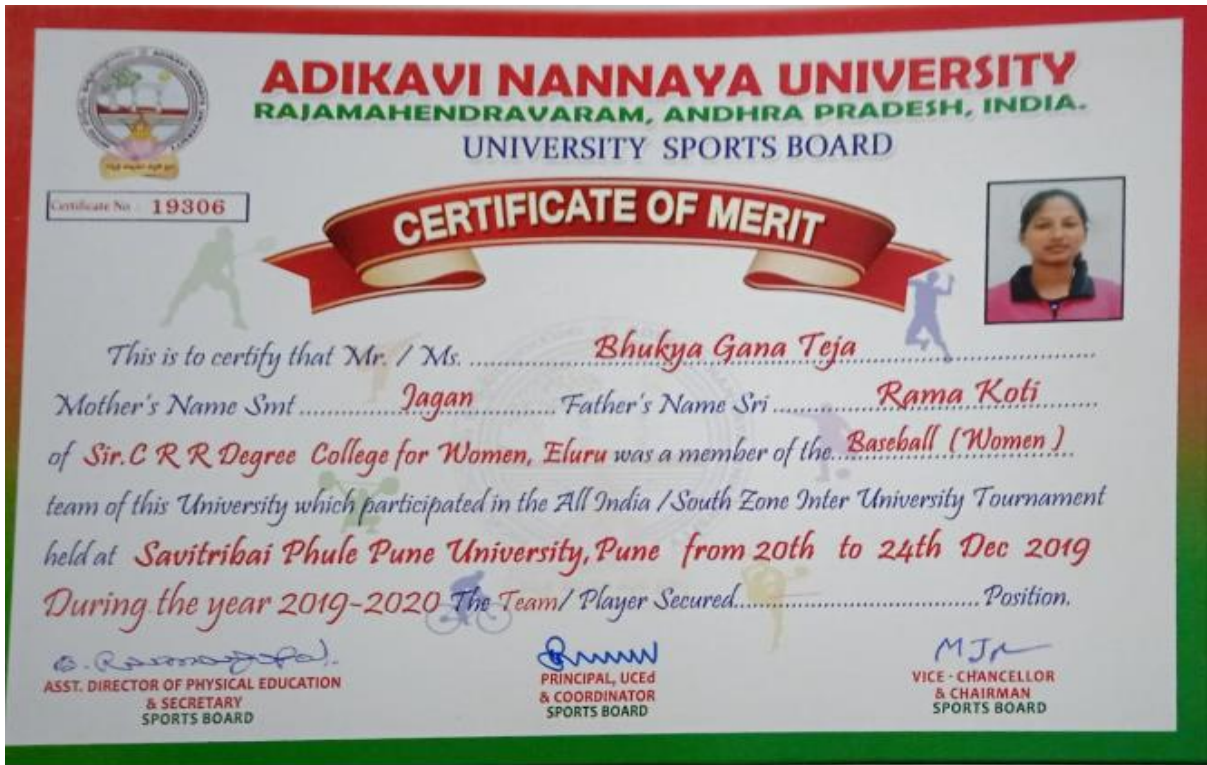 ADIKAVI NANNAYA UNIVERSITY
RAJAMAHENDRAVARAM, ANDHRA PRADESH, INDIA.
UNIVERSITY SPORTS BOARD
Certificate No : 19306
CERTIFICATE OF MERIT
This is to certify that Mr. / Ms. Bhukya Gana Teja
Mother's Name Smt Jagan Father's Name Sri Rama Koti
of Sir.C R R Degree College for Women, Eluru was a member of the Baseball (Women )
team of this University which participated in the All India / South Zone Inter University Tournament
held at Savitribai Phule Pune University, Pune from 20th to 24th Dec 2019
During the year 2019-2020 The Team/ Player Secured Position.
ASST. DIRECTOR OF PHYSICAL EDUCATION
& SECRETARY
SPORTS BOARD
PRINCIPAL, UCEd
& COORDINATOR
SPORTS BOARD
VICE - CHANCELLOR
& CHAIRMAN
SPORTS BOARD